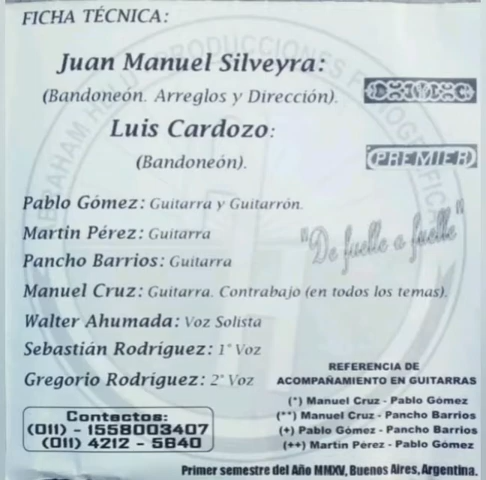 FICHA TÉCNICA:
Juan Manuel Silveyra:
(Bandoneón. Arreglos y Dirección).
Luis Cardozo:
(Bandoneón).
PREMIER
Pablo Gómez: Guitarra y Guitarrón.
Martin Pérez: Guitarra
Pancho Barrios: Guitarra
"De fuelle a fuelle"
Manuel Cruz: Guitarra. Contrabajo (en todos los temas).
Walter Ahumada: Voz Solista
Sebastián Rodríguez: 1° Voz
Gregorio Rodríguez: 2° Voz
REFERENCIA DE
ACOMPAÑAMIENTO EN GUITARRAS
(*) Manuel Cruz - Pablo Gómez
(**) Manuel Cruz - Pancho Barrios
(+) Pablo Gómez - Pancho Barrios
(++) Martin Pérez - Pablo Gómez
Contactos:
(011) - 1558003407
(011) 4212 - 5840
Primer semestre del Año MMXV, Buenos Aires, Argentina.